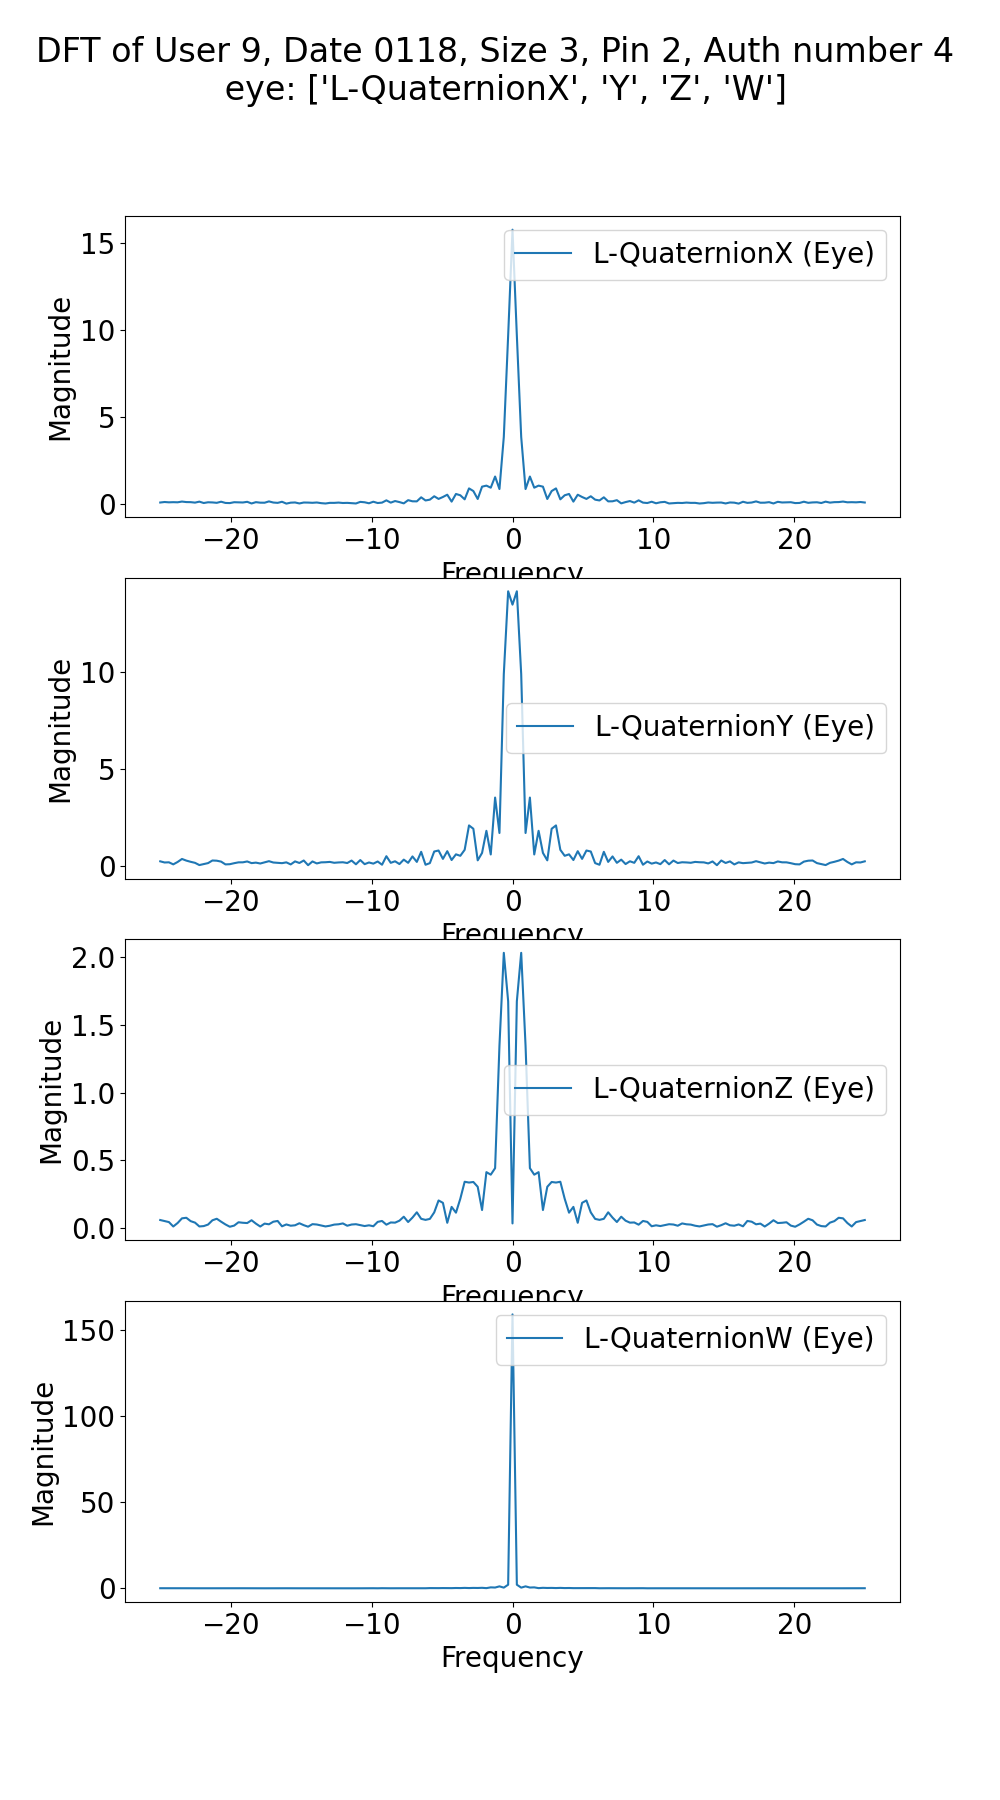 DFT of User 9, Date 0118, Size 3, Pin 2, Auth number 4
eye: ['L-QuaternionX', 'Y', 'Z', 'W']
L-QuaternionX (Eye)
Magnitude
15
10
5
0
−20 −10 0 10 20
Frequency
L-QuaternionY (Eye)
Magnitude
10
5
0
−20 −10 0 10 20
Frequency
L-QuaternionZ (Eye)
Magnitude
2.0
1.5
1.0
0.5
0.0
−20 −10 0 10 20
Frequency
L-QuaternionW (Eye)
Magnitude
150
100
50
0
−20 −10 0 10 20
Frequency